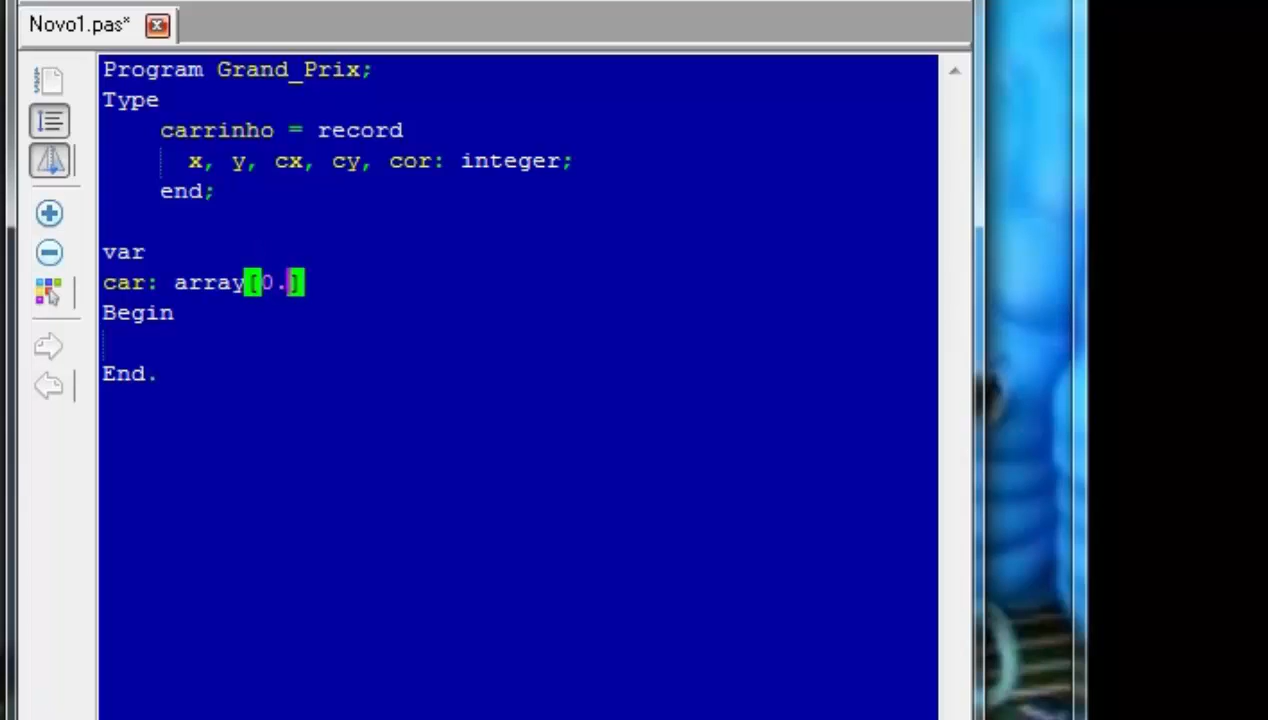 Novo1.pas*
Program Grand_Prix;
Type
carrinho = record
x, y, cx, cy, cor: integer;
end;
var
car: array[0.]
Begin
End.